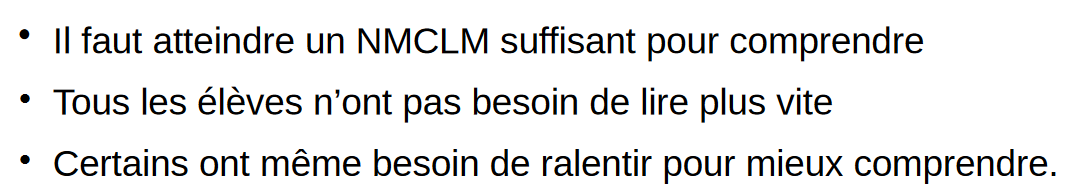 • Il faut atteindre un NMCLM suffisant pour comprendre
• Tous les élèves n’ont pas besoin de lire plus vite
• Certains ont même besoin de ralentir pour mieux comprendre.